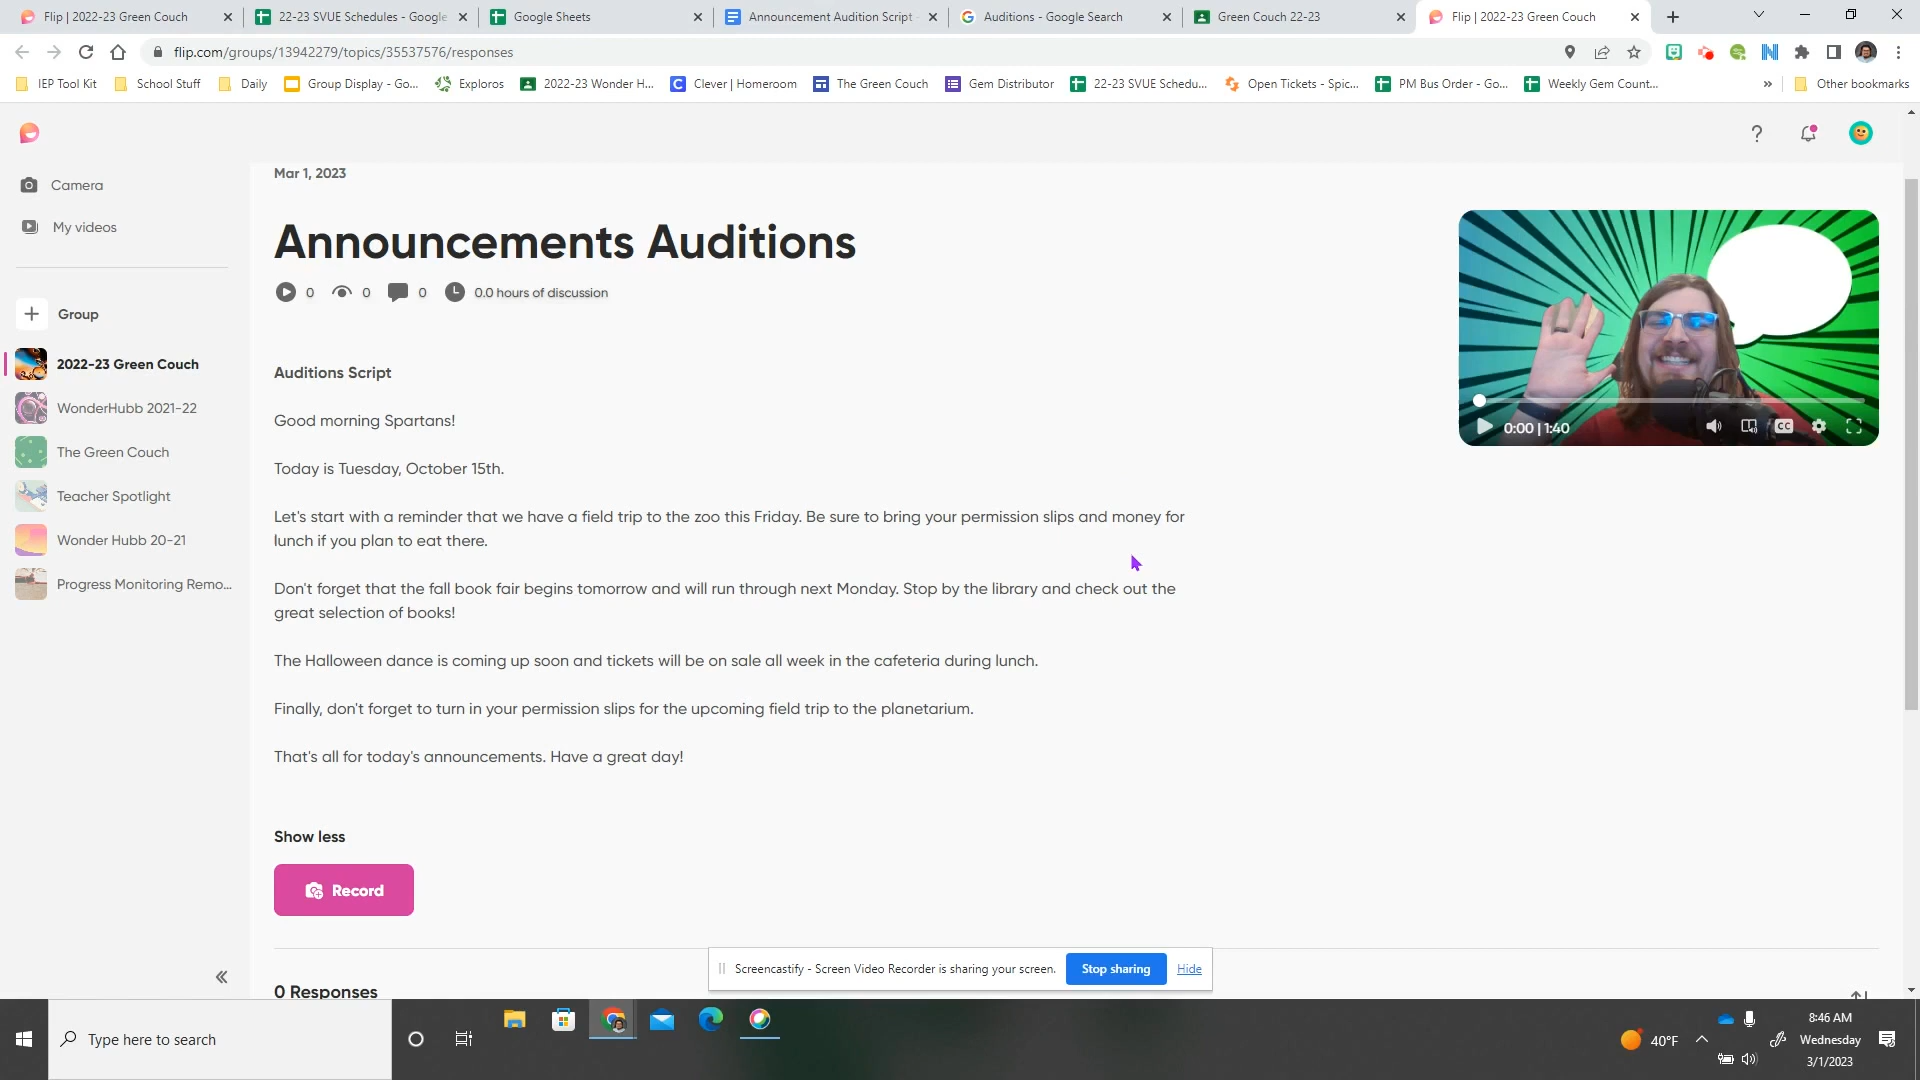 Flip | 2022-23 Green Couch
22-23 SVUE Schedules - Google
Google Sheets
Announcement Audition Script -
Auditions - Google Search
Green Couch 22-23
Flip | 2022-23 Green Couch
flip.com/groups/13942279/topics/35537576/responses
IEP Tool Kit
School Stuff
Daily
Group Display - Go...
Exploros
2022-23 Wonder H...
Clever | Homeroom
The Green Couch
Gem Distributor
22-23 SVUE Schedu...
Open Tickets - Spic...
PM Bus Order - Go...
Weekly Gem Count...
»
Other bookmarks
Camera
My videos
Group
2022-23 Green Couch
WonderHubb 2021-22
The Green Couch
Teacher Spotlight
Wonder Hubb 20-21
Progress Monitoring Remo...
Mar 1, 2023
Announcements Auditions
0 0 0 0.0 hours of discussion
Auditions Script
Good morning Spartans!
Today is Tuesday, October 15th.
Let's start with a reminder that we have a field trip to the zoo this Friday. Be sure to bring your permission slips and money for
lunch if you plan to eat there.
Don't forget that the fall book fair begins tomorrow and will run through next Monday. Stop by the library and check out the
great selection of books!
The Halloween dance is coming up soon and tickets will be on sale all week in the cafeteria during lunch.
Finally, don't forget to turn in your permission slips for the upcoming field trip to the planetarium.
That's all for today's announcements. Have a great day!
Show less
Record
0 Responses
0:00 | 1:40
CC
Screencastify - Screen Video Recorder is sharing your screen.
Stop sharing
Hide
Type here to search
40°F
8:46 AM
Wednesday
3/1/2023